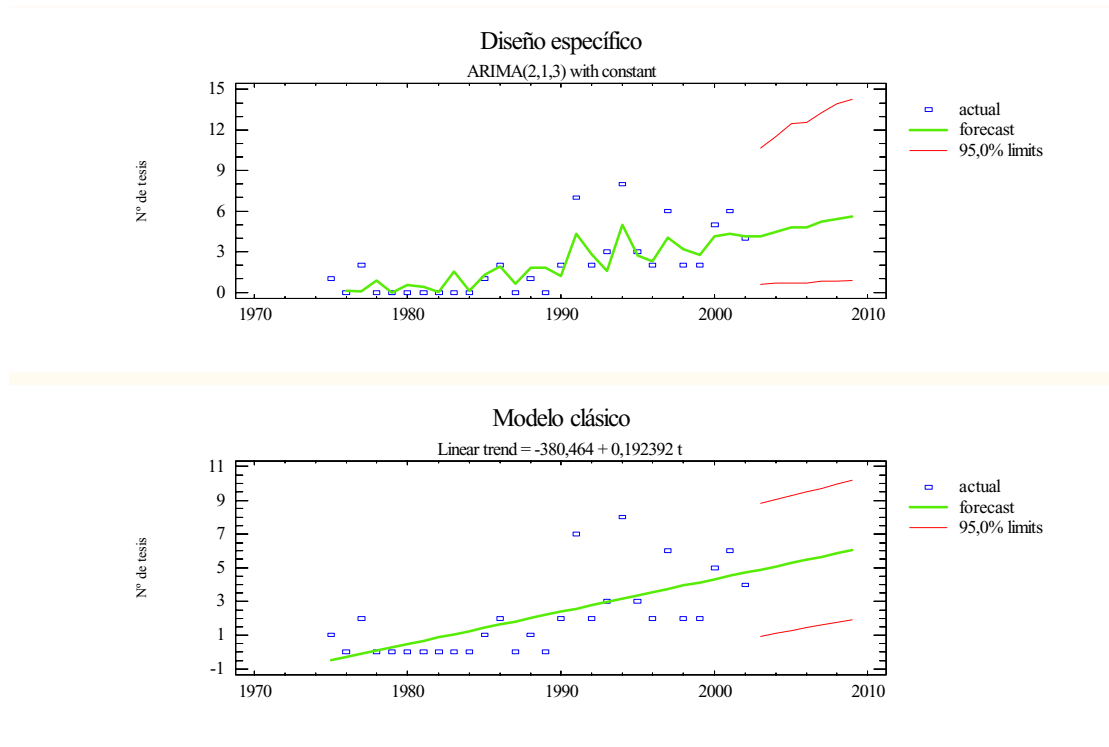 Diseño específico
ARIMA(2,1,3) with constant
15
12
9
6
3
0
Nº de tesis
1970
1980
1990
2000
2010
actual
forecast
95,0% limits
Modelo clásico
Linear trend = -380,464 + 0,192392 t
11
9
7
5
3
1
-1
Nº de tesis
1970
1980
1990
2000
2010
actual
forecast
95,0% limits